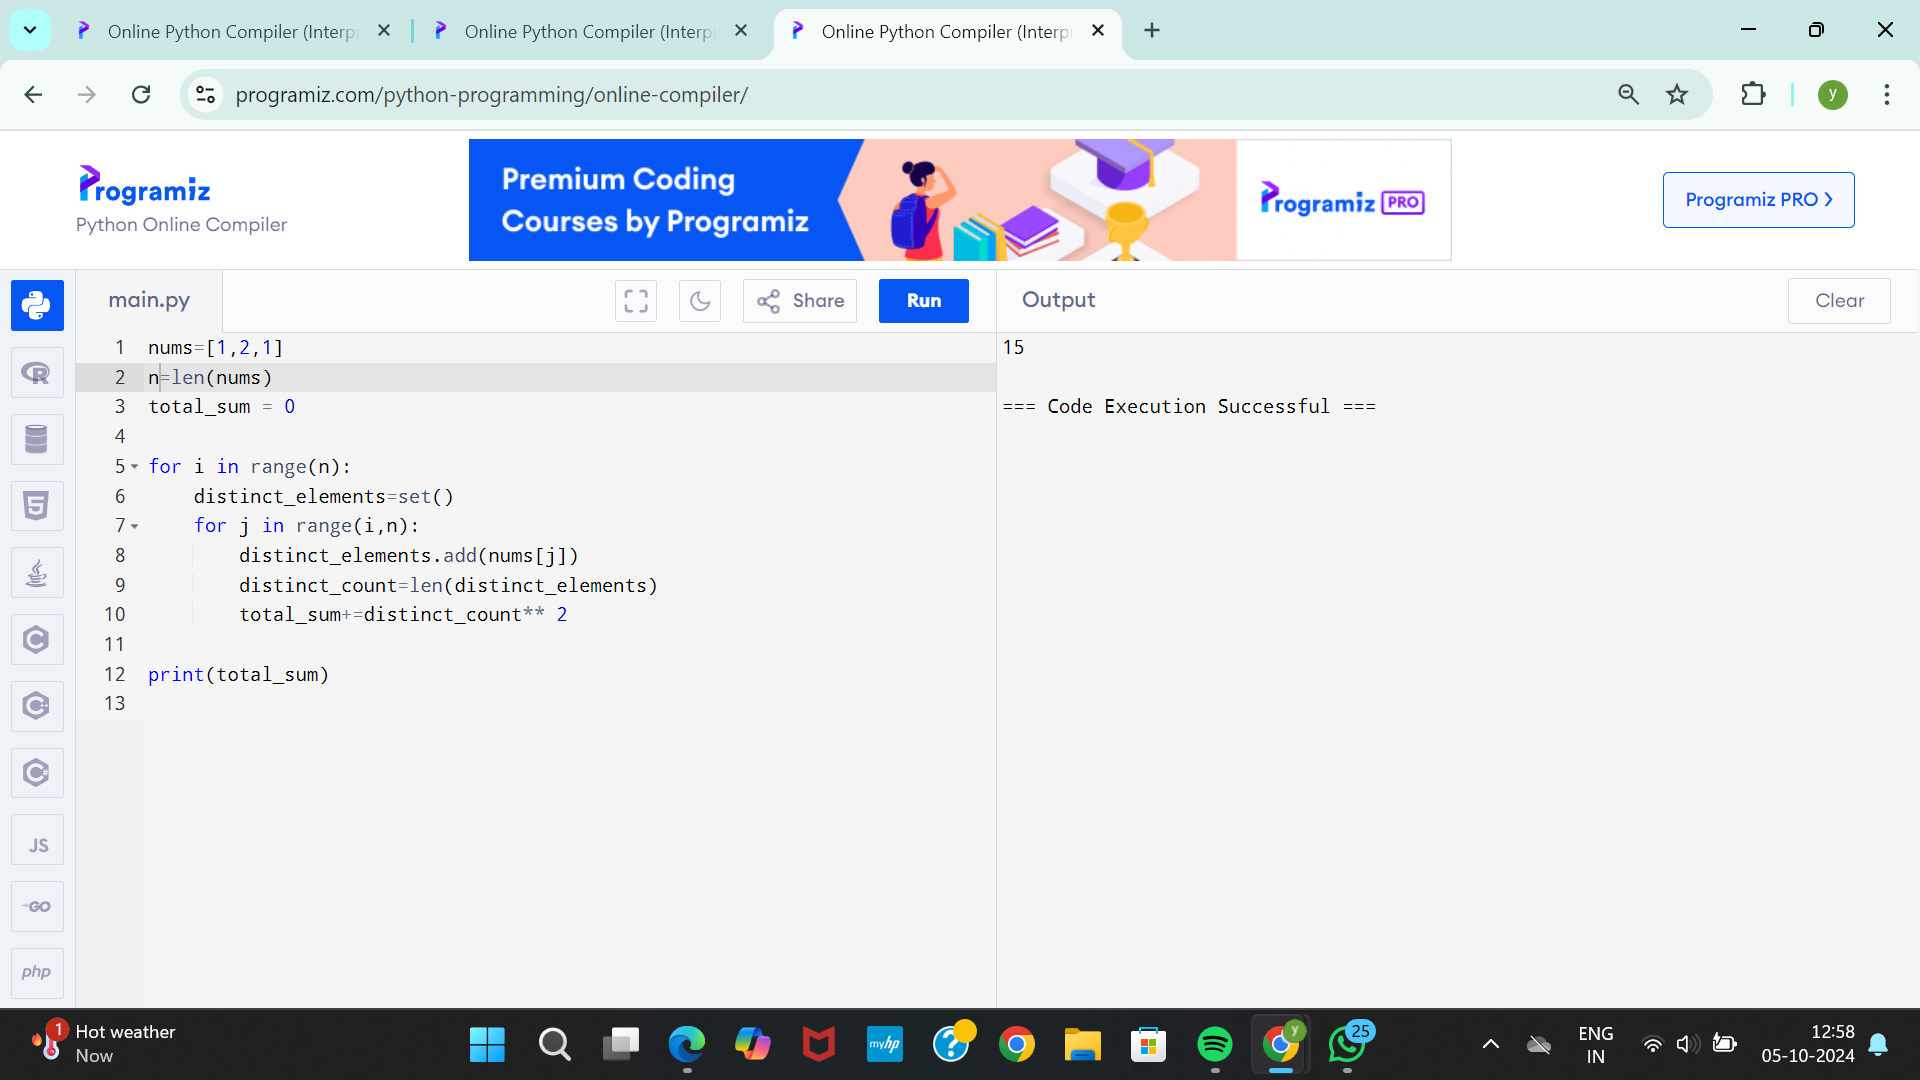 Online Python Compiler (Interp
Online Python Compiler (Interp
Online Python Compiler (Interp
programiz.com/python-programming/online-compiler/
y
Programiz
Python Online Compiler
Premium Coding
Courses by Programiz
Programiz PRO
Programiz PRO
main.py
Share
Run
Output
Clear
1 nums=[1,2,1]
2 n=len(nums)
3 total_sum = 0
4
5 for i in range(n):
6 distinct_elements=set()
7 for j in range(i,n):
8 distinct_elements.add(nums[j])
9 distinct_count=len(distinct_elements)
10 total_sum+=distinct_count** 2
11
12 print(total_sum)
13
15
=== Code Execution Successful ===
R
5
C
C
C#
JS
GO
php
1
Hot weather
Now
myhp
?
y
25
ENG
IN
12:58
05-10-2024